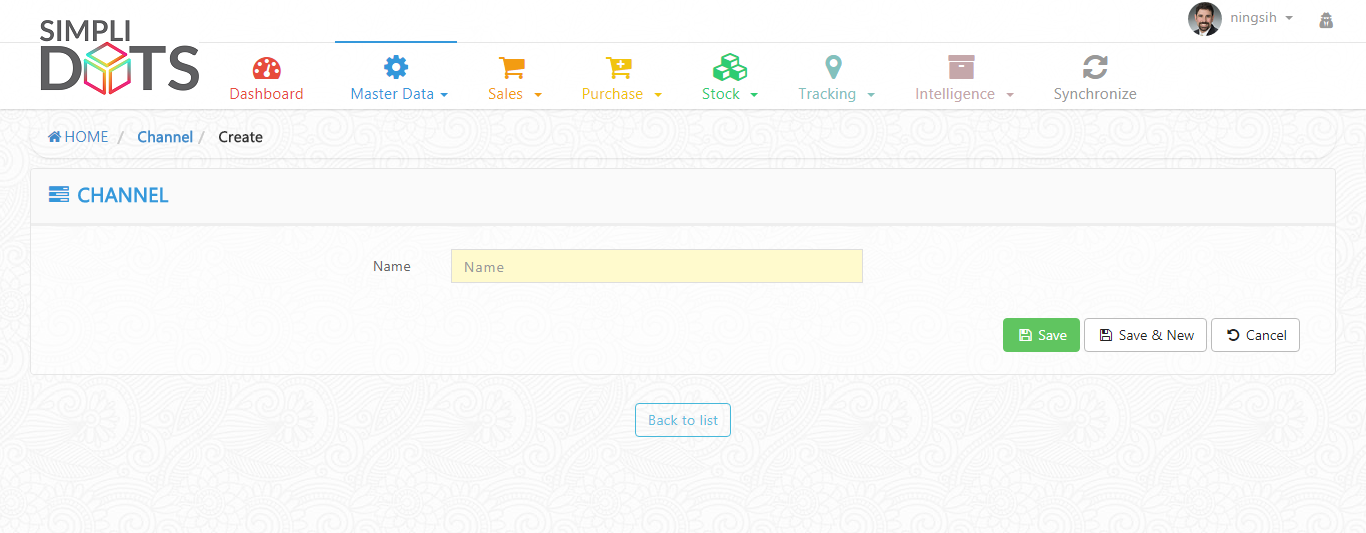 SIMPLI
DOTS
ningsih
Dashboard
Master Data
Sales
Purchase
Stock
Tracking
Intelligence
Synchronize
HOME / Channel / Create
CHANNEL
Name
Name
Save
Save & New
Cancel
Back to list